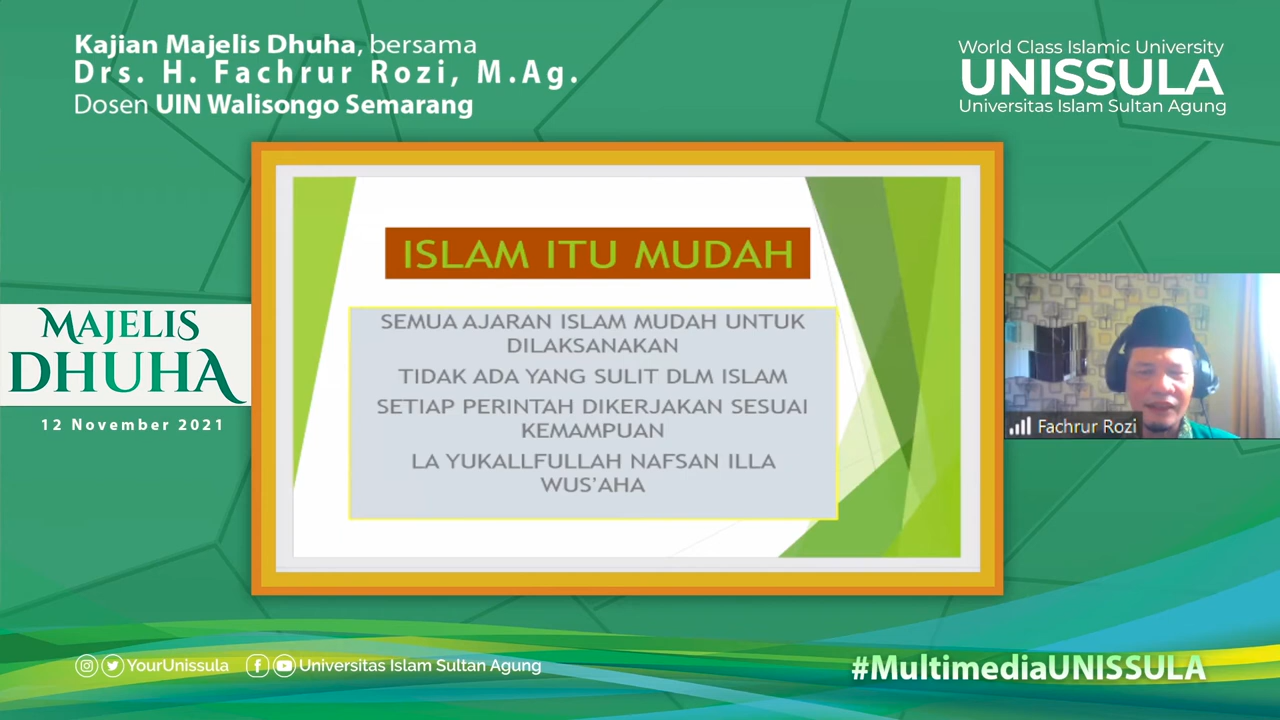 Kajian Majelis Dhuha, bersama
Drs. H. Fachrur Rozi, M.Ag.
Dosen UIN Walisongo Semarang
World Class Islamic University
UNISSULA
Universitas Islam Sultan Agung
ISLAM ITU MUDAH
SEMUA AJARAN ISLAM MUDAH UNTUK
DILAKSANAKAN
TIDAK ADA YANG SULIT DLM ISLAM
SETIAP PERINTAH DIKERJAKAN SESUAI
KEMAMPUAN
LA YUKALLFULLAH NAFSAN ILLA
WUS'AHA
MAJELIS
DHUHA
12 November 2021
Fachrur Rozi
YourUnissula
Universitas Islam Sultan Agung
#MultimediaUNISSULA